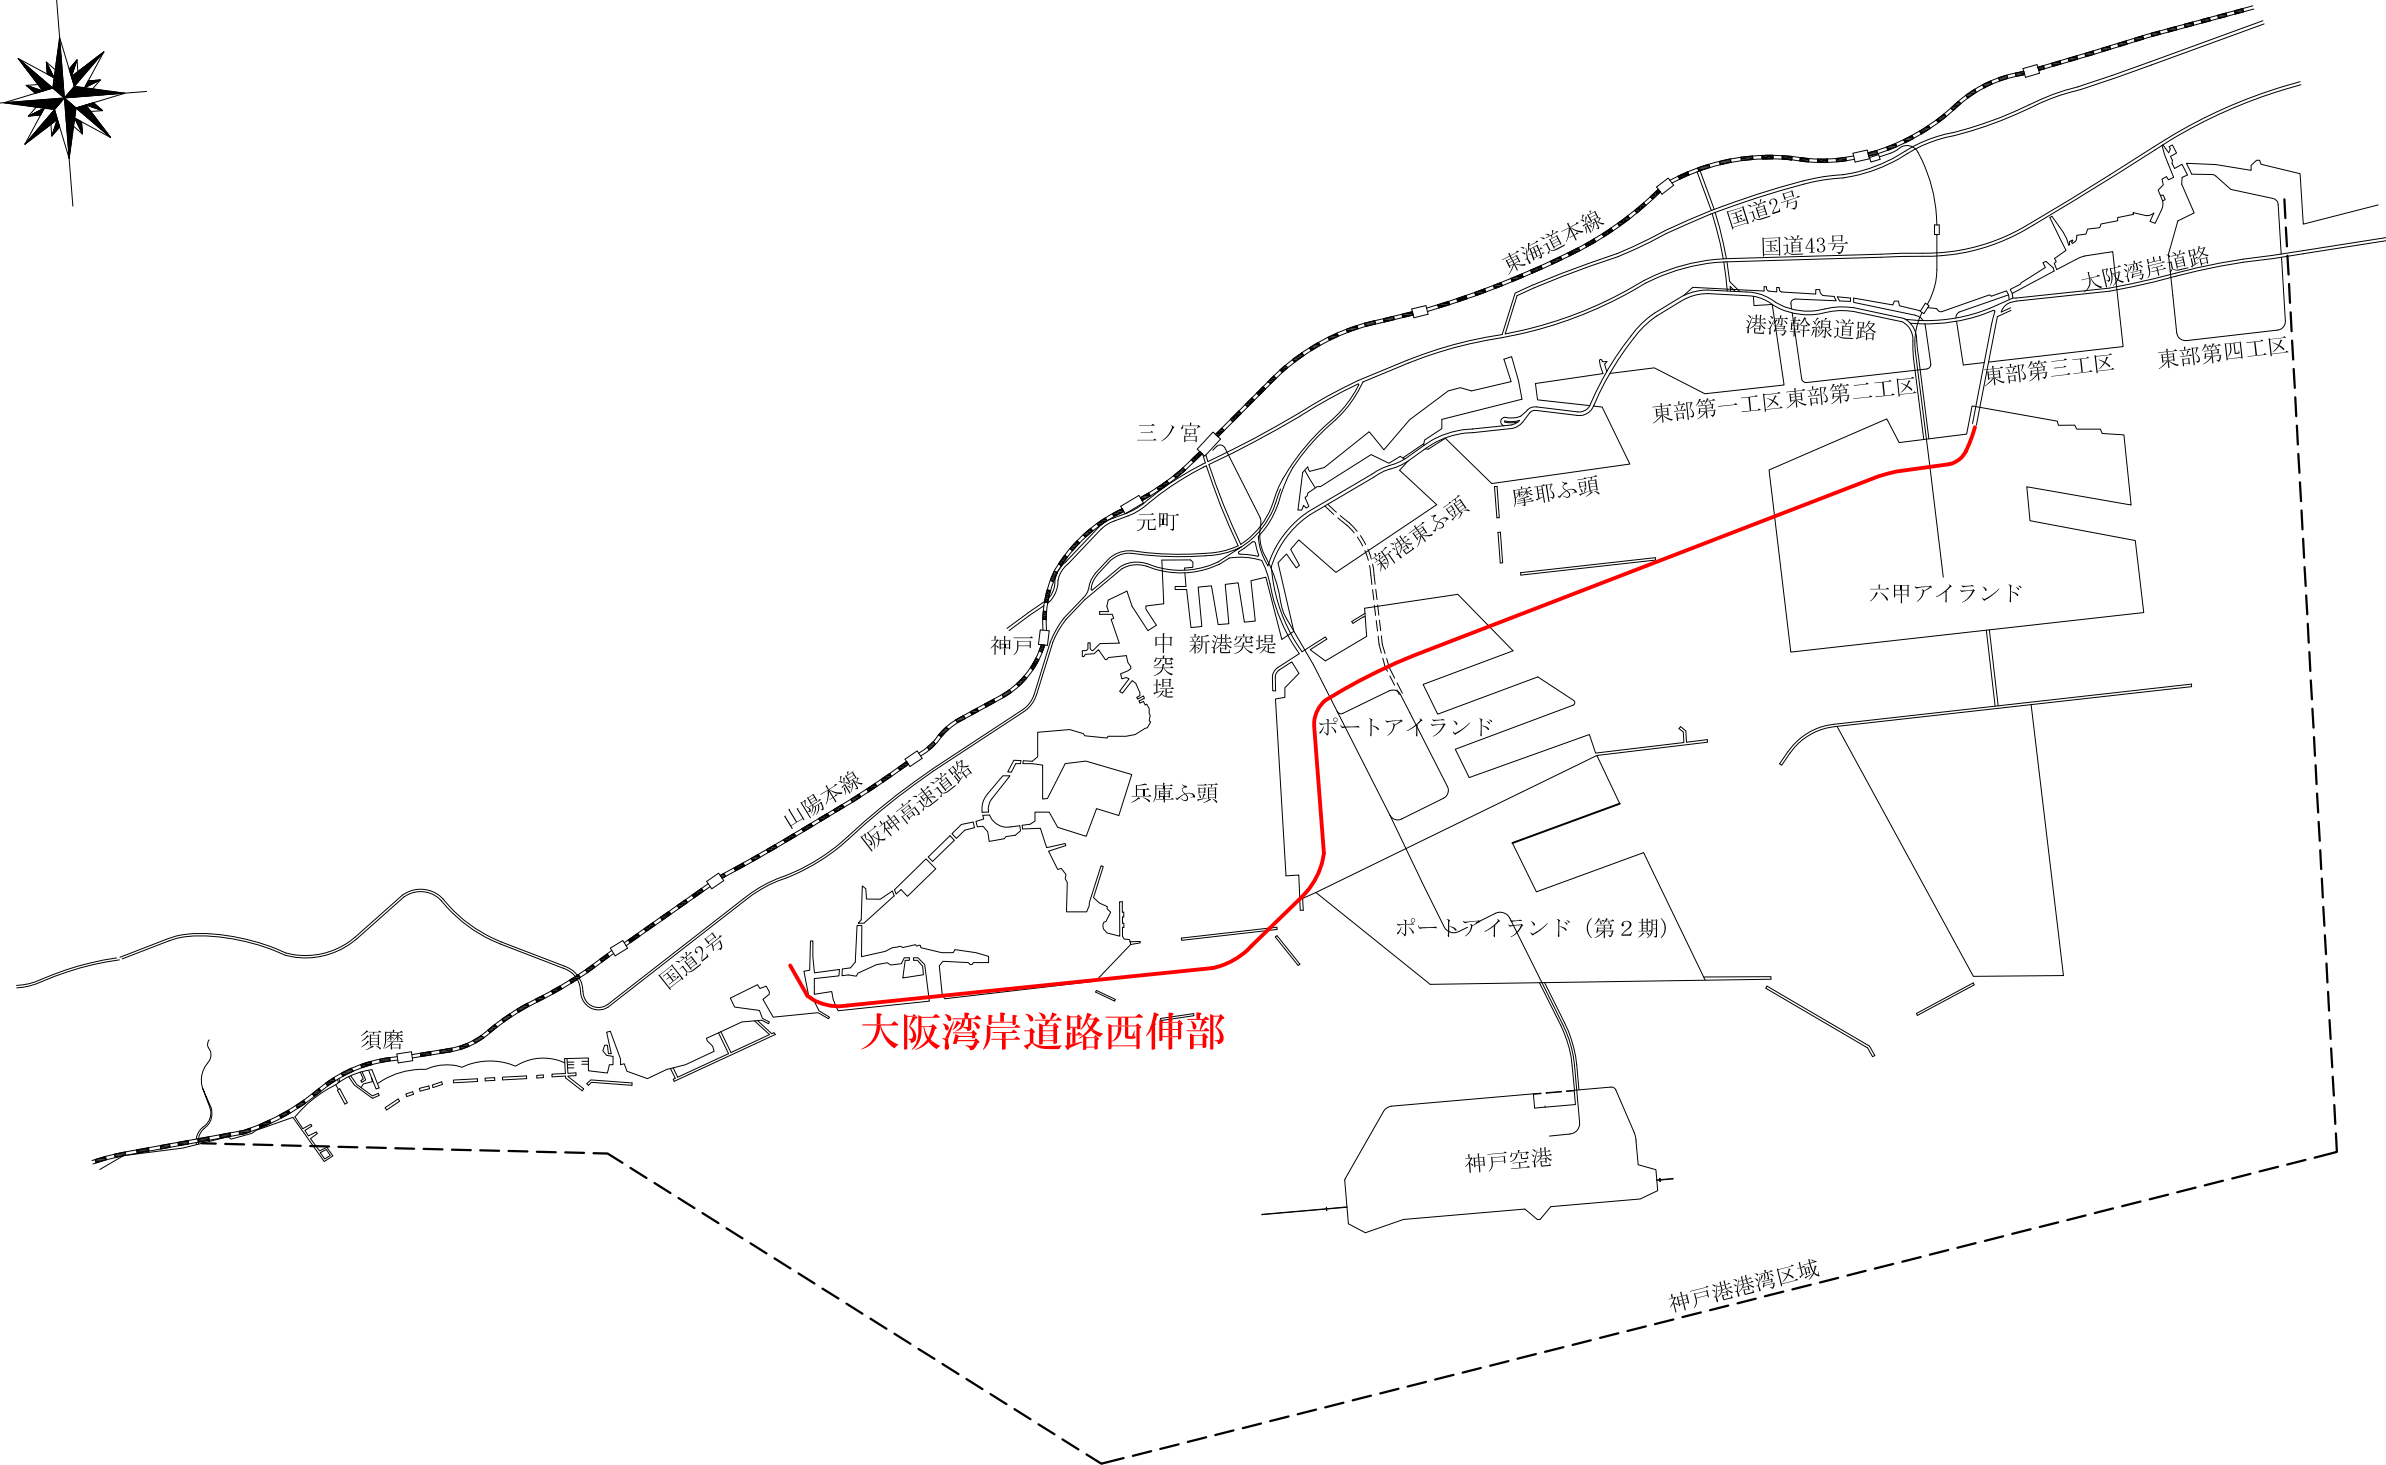 国道2号
東海道本線
国道43号
大阪湾岸道路
港湾幹線道路
東部第四工区
東部第三工区
東部第二工区
東部第一工区
三ノ宮
摩耶ふ頭
元町
新港東ふ頭
六甲アイランド
神戸
中突堤
新港突堤
ポートアイランド
山陽本線
阪神高速道路
兵庫ふ頭
ポートアイランド（第２期）
国道2号
大阪湾岸道路西伸部
須磨
神戸空港
神戸港港湾区域